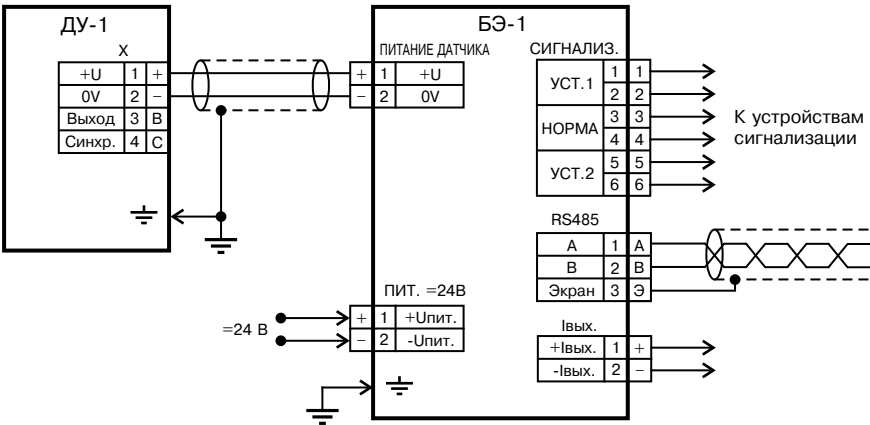 ДУ-1
X
+U 1 +
0V 2 −
Выход 3 В
Синхр. 4 С
БЭ-1
ПИТАНИЕ ДАТЧИКА
+ 1 +U
− 2 0V
СИГНАЛИЗ.
УСТ.1 1 1
2 2
НОРМА 3 3
4 4
УСТ.2 5 5
6 6
К устройствам
сигнализации
RS485
А 1 А
В 2 В
Экран 3 Э
ПИТ. =24В
=24 В
+ 1 +Uпит.
− 2 -Uпит.
Iвых.
+Iвых. 1 +
-Iвых. 2 −